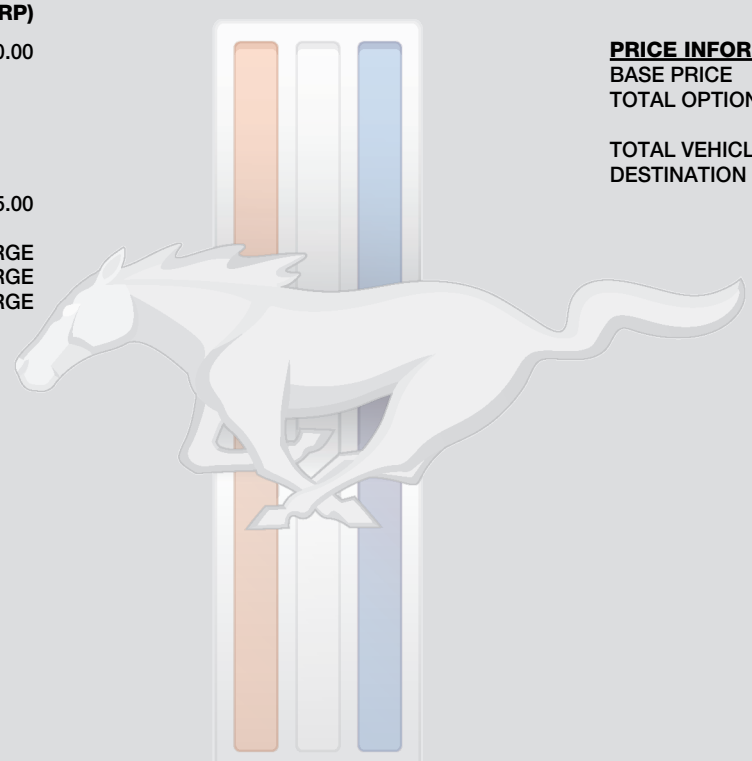 RP)
0.00
5.00
RGE
RGE
RGE
PRICE INFOR
BASE PRICE
TOTAL OPTION
TOTAL VEHICL
DESTINATION